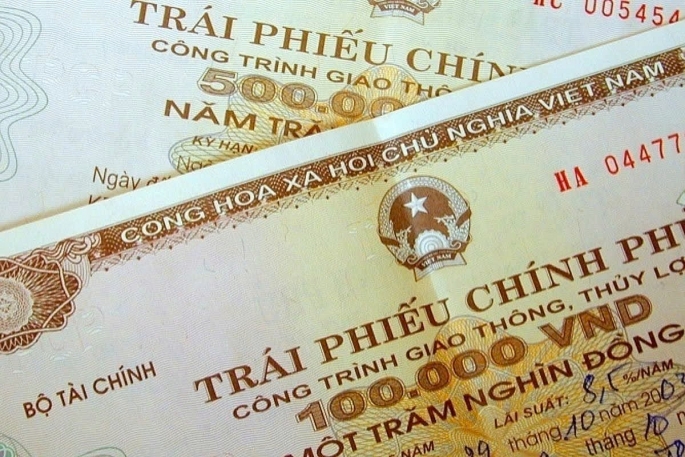 HC 005454
TRÁI PHIẾU CHÍN
CÔNG TRÌNH GIAO THÔN
500.00
NĂM TRĂ
KỲ HẠN
Ngày
CỘNG HÒA XÃ HỘI CHỦ NGHĨA VIỆT NAM
HA 04477
VIỆT NAM
BỘ TÀI CHÍNH
TRÁI PHIẾU CHÍNH PH
CÔNG TRÌNH GIAO THÔNG, THỦY LỢ
100.000 VND
MỘT TRĂM NGHÌN ĐỒNG
LÃI SUẤT: 8,5%/NĂM
29 tháng 10 năm 200
tháng 10 n